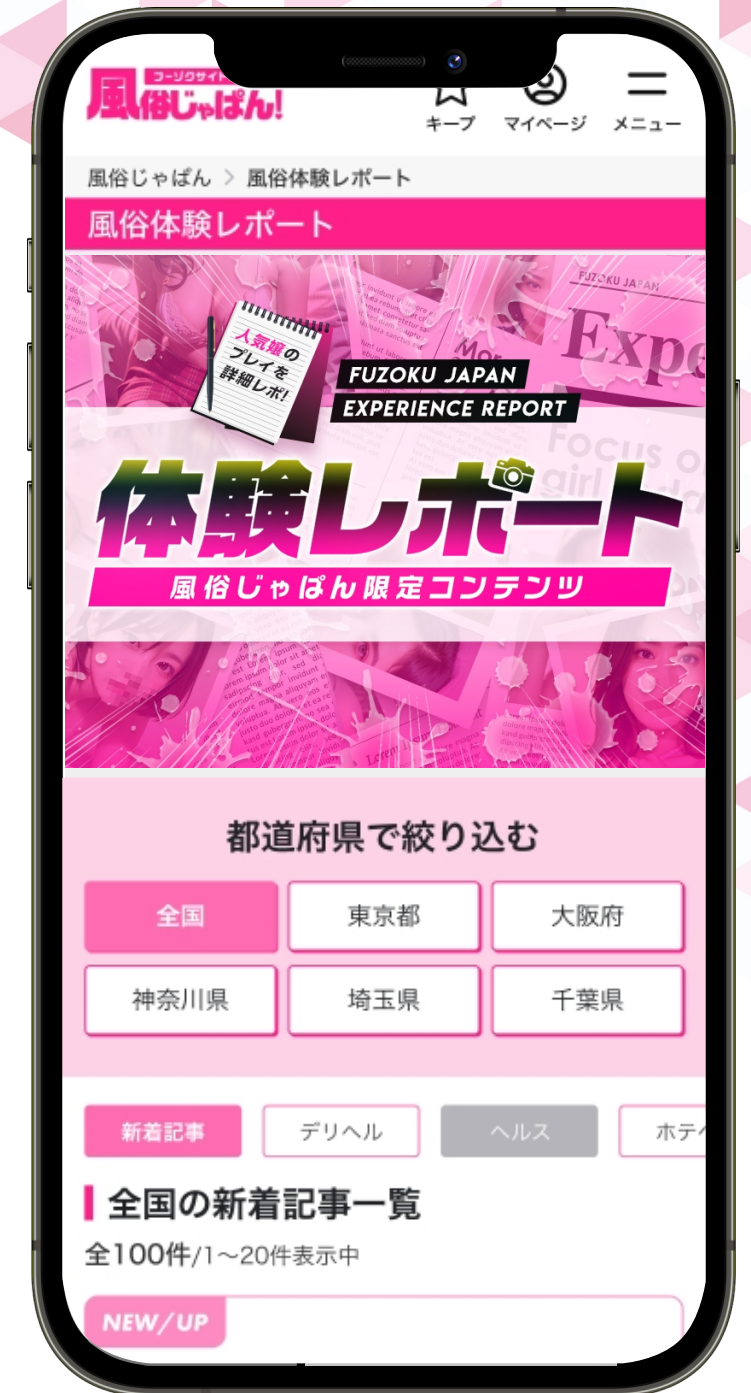 風俗じゃぱん!
キープ
マイページ
メニュー
風俗じゃぱん > 風俗体験レポート
風俗体験レポート
FUZOKU JAPAN
人気嬢の
プレイを
詳細レポ!
FUZOKU JAPAN
EXPERIENCE REPORT
体験レポート
風俗じゃぱん限定コンテンツ
都道府県で絞り込む
全国
東京都
大阪府
神奈川県
埼玉県
千葉県
新着記事
デリヘル
ヘルス
ホテ
全国の新着記事一覧
全100件/1〜20件表示中
NEW/UP